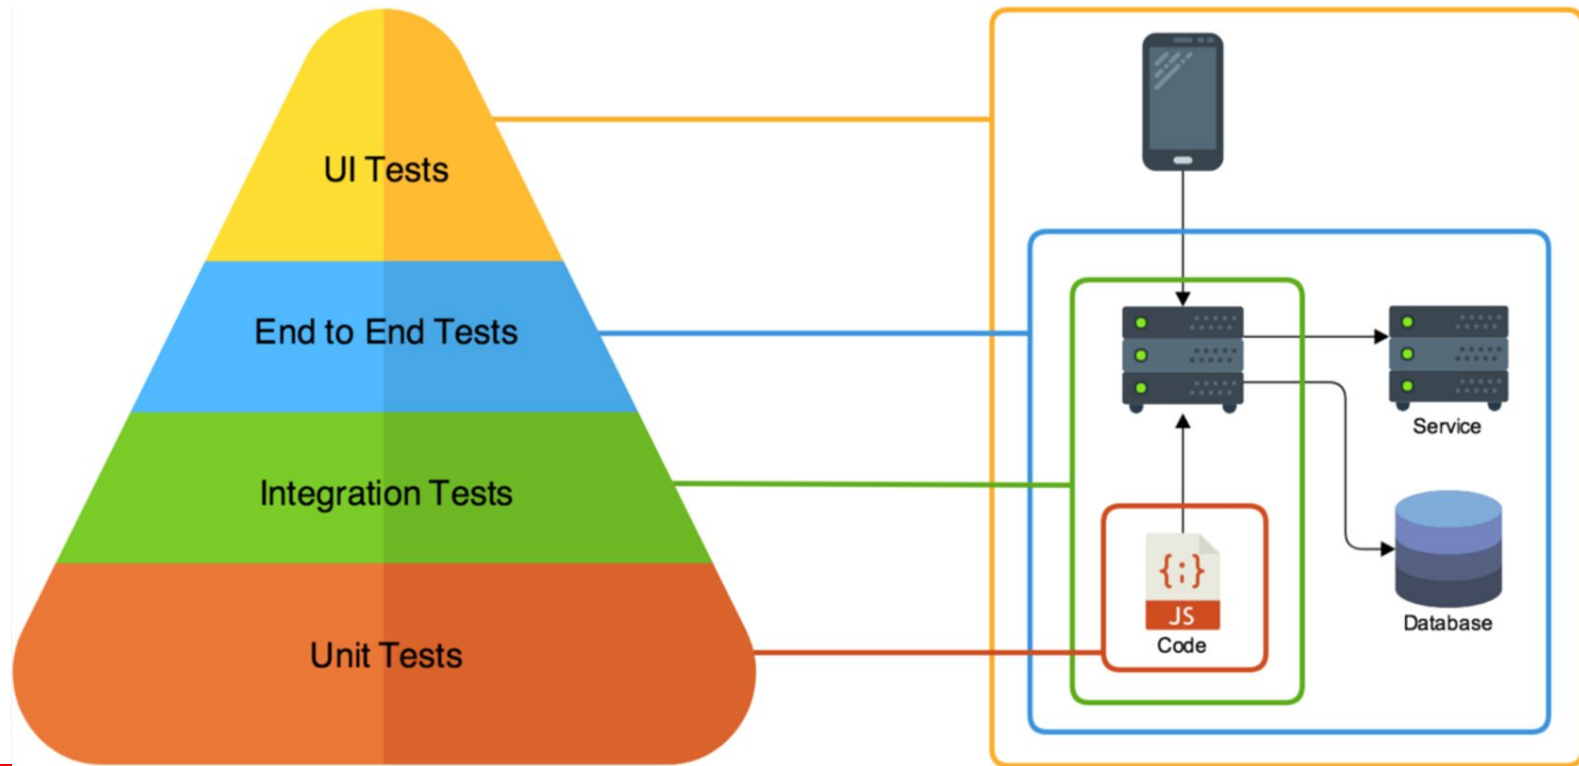 UI Tests
End to End Tests
Integration Tests
Unit Tests
Service
{;}
JS
Code
Database